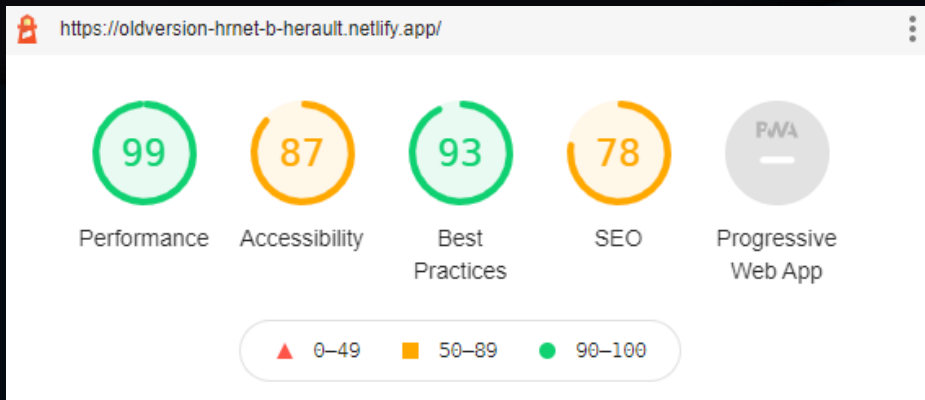 https://oldversion-hrnet-b-herault.netlify.app/
99 87 93 78 PWA
Performance Accessibility Best Practices SEO Progressive Web App
0–49 50–89 90–100